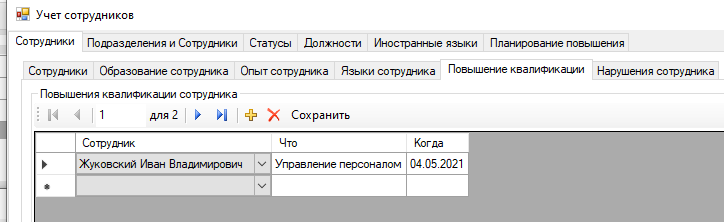 Учет сотрудников
Сотрудники Подразделения и Сотрудники Статусы Должности Иностранные языки Планирование повышения
Сотрудники Образование сотрудника Опыт сотрудника Языки сотрудника Повышение квалификации Нарушения сотрудника
Повышения квалификации сотрудника
1 для 2 Сохранить
Сотрудник Что Когда
Жуковский Иван Владимирович Управление персоналом 04.05.2021